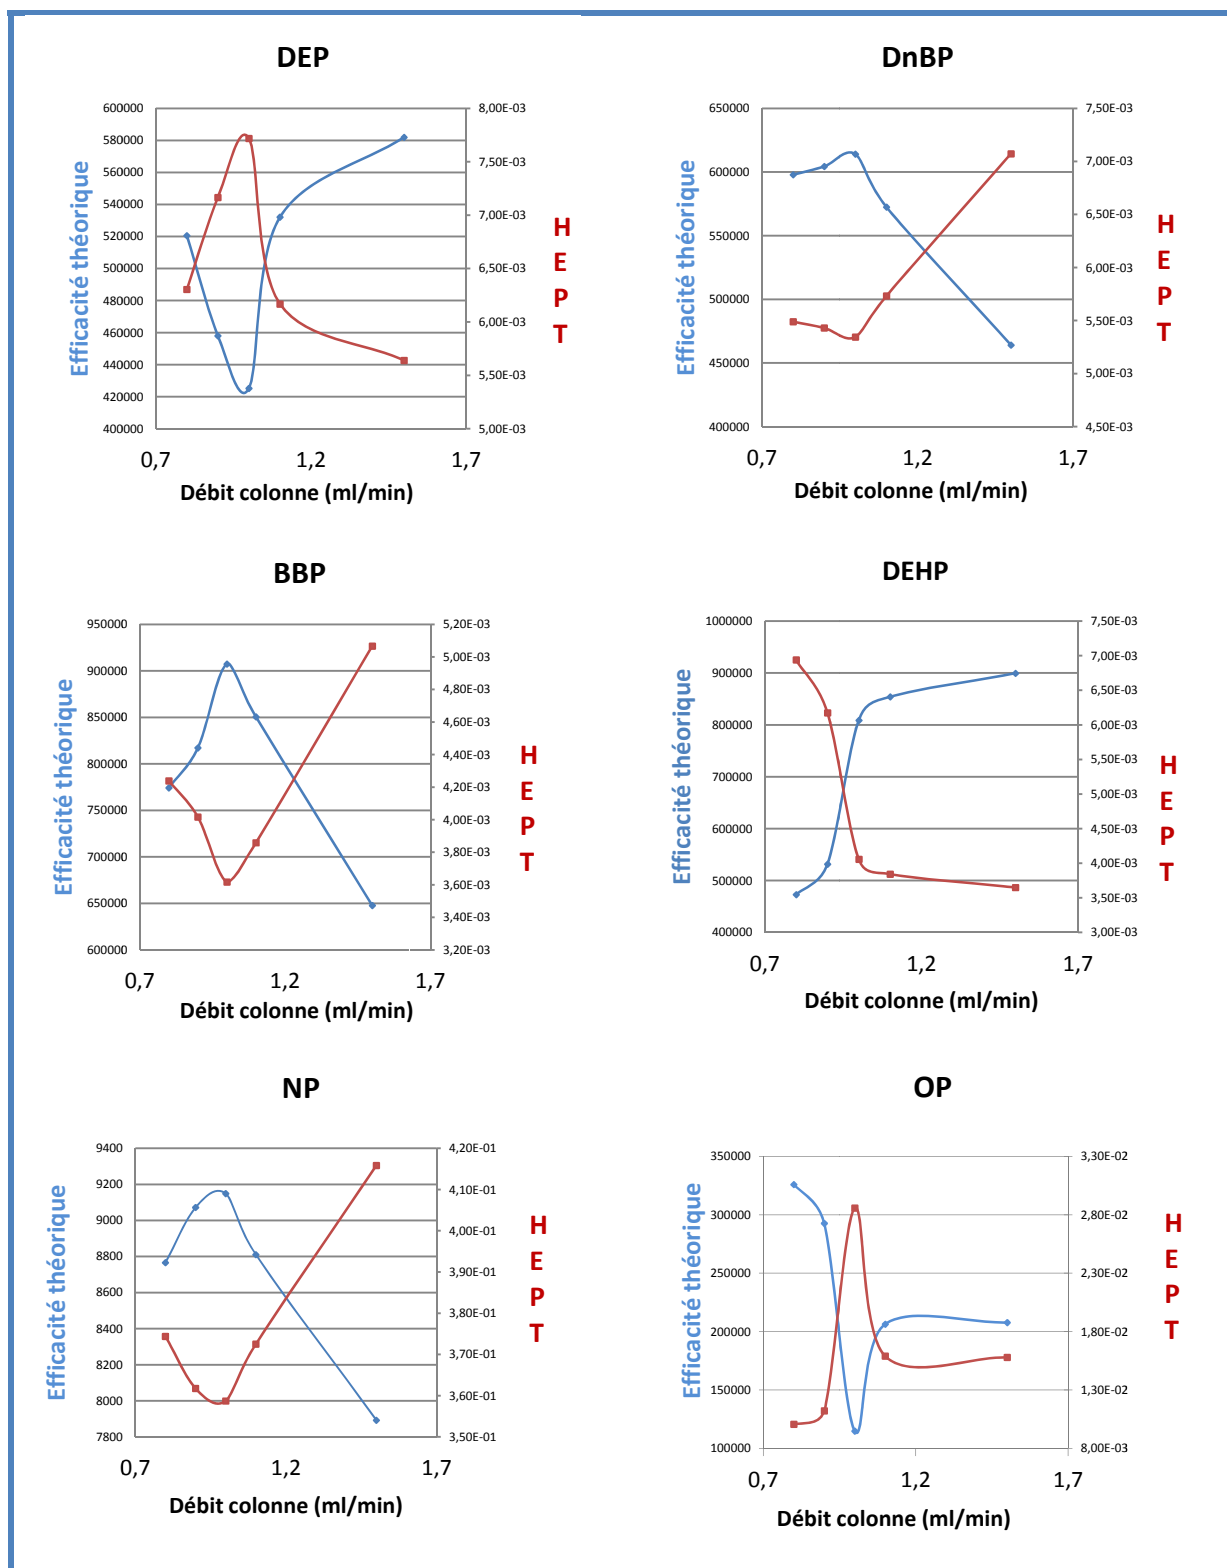 DEP
600000
580000
560000
540000
520000
500000
480000
460000
440000
420000
400000
8,00E-03
7,50E-03
7,00E-03
6,50E-03
6,00E-03
5,50E-03
5,00E-03
Efficacité théorique
H
E
P
T
0,7 1,2 1,7
Débit colonne (ml/min)
DnBP
650000
600000
550000
500000
450000
400000
7,50E-03
7,00E-03
6,50E-03
6,00E-03
5,50E-03
5,00E-03
4,50E-03
Efficacité théorique
H
E
P
T
0,7 1,2 1,7
Débit colonne (ml/min)
BBP
950000
900000
850000
800000
750000
700000
650000
600000
5,20E-03
5,00E-03
4,80E-03
4,60E-03
4,40E-03
4,20E-03
4,00E-03
3,80E-03
3,60E-03
3,40E-03
3,20E-03
Efficacité théorique
H
E
P
T
0,7 1,2 1,7
Débit colonne (ml/min)
DEHP
1000000
900000
800000
700000
600000
500000
400000
7,50E-03
7,00E-03
6,50E-03
6,00E-03
5,50E-03
5,00E-03
4,50E-03
4,00E-03
3,50E-03
3,00E-03
Efficacité théorique
H
E
P
T
0,7 1,2 1,7
Débit colonne (ml/min)
NP
9400
9200
9000
8800
8600
8400
8200
8000
7800
4,20E-01
4,10E-01
4,00E-01
3,90E-01
3,80E-01
3,70E-01
3,60E-01
3,50E-01
Efficacité théorique
H
E
P
T
0,7 1,2 1,7
Débit colonne (ml/min)
OP
350000
300000
250000
200000
150000
100000
3,30E-02
2,80E-02
2,30E-02
1,80E-02
1,30E-02
8,00E-03
Efficacité théorique
H
E
P
T
0,7 1,2 1,7
Débit colonne (ml/min)